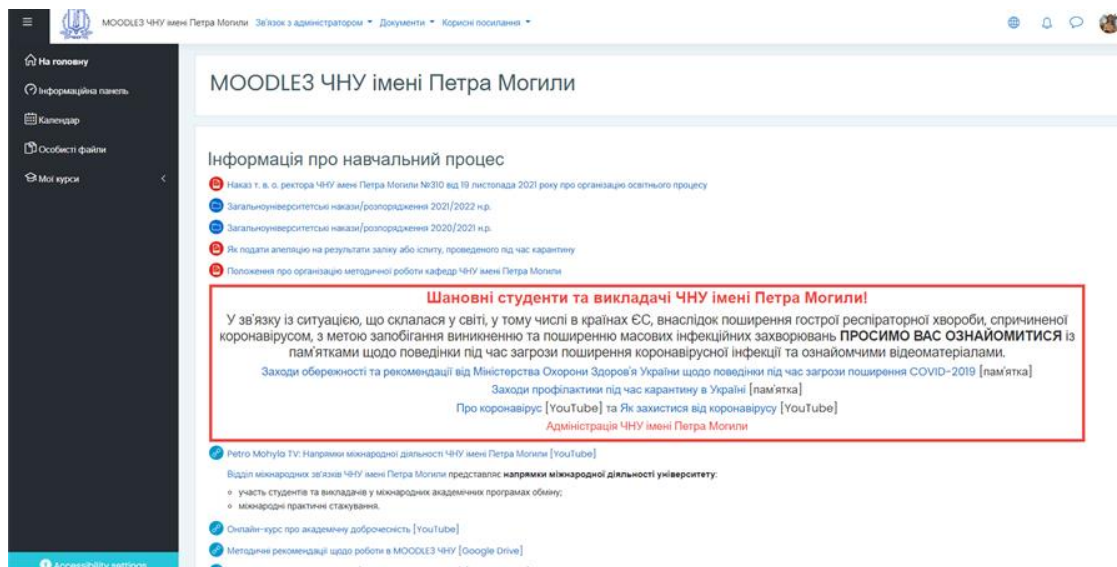 MOODLE3 ЧНУ імені Петра Могили Зв'язок з адміністратором Документи Корисні посилання
На головну
Інформаційна панель
Календар
Особисті файли
Мої курси
MOODLE3 ЧНУ імені Петра Могили
Інформація про навчальний процес
Наказ т. в. о. ректора ЧНУ імені Петра Могили №310 від 19 листопада 2021 року про організацію освітнього процесу
Загальноуніверситетські накази/розпорядження 2021/2022 н.р.
Загальноуніверситетські накази/розпорядження 2020/2021 н.р.
Як подати апеляцію на результати заліку або іспиту, проведеного під час карантину
Положення про організацію методичної роботи кафедр ЧНУ імені Петра Могили
Шановні студенти та викладачі ЧНУ імені Петра Могили!
У зв'язку із ситуацією, що склалася у світі, у тому числі в країнах ЄС, внаслідок поширення гострої респіраторної хвороби, спричиненої
коронавірусом, з метою запобігання виникненню та поширенню масових інфекційних захворювань ПРОСИМО ВАС ОЗНАЙОМИТИСЯ із
пам'ятками щодо поведінки під час загрози поширення коронавірусної інфекції та ознайомчими відеоматеріалами.
Заходи обережності та рекомендації від Міністерства Охорони Здоров'я України щодо поведінки під час загрози поширення COVID-2019 [пам'ятка]
Заходи профілактики під час карантину в Україні [пам'ятка]
Про коронавірус [YouTube] та Як захистися від коронавірусу [YouTube]
Адміністрація ЧНУ імені Петра Могили
Petro Mohyla TV: Напрямки міжнародної діяльності ЧНУ імені Петра Могили [YouTube]
Відділ міжнародних зв'язків ЧНУ імені Петра Могили представляє напрямки міжнародної діяльності університету:
участь студентів та викладачів у міжнародних академічних програмах обміну;
міжнародні практичні стажування.
Онлайн-курс про академічну доброчесність [YouTube]
Методичні рекомендації щодо роботи в MOODLE3 ЧНУ [Google Drive]
Accessibility settings